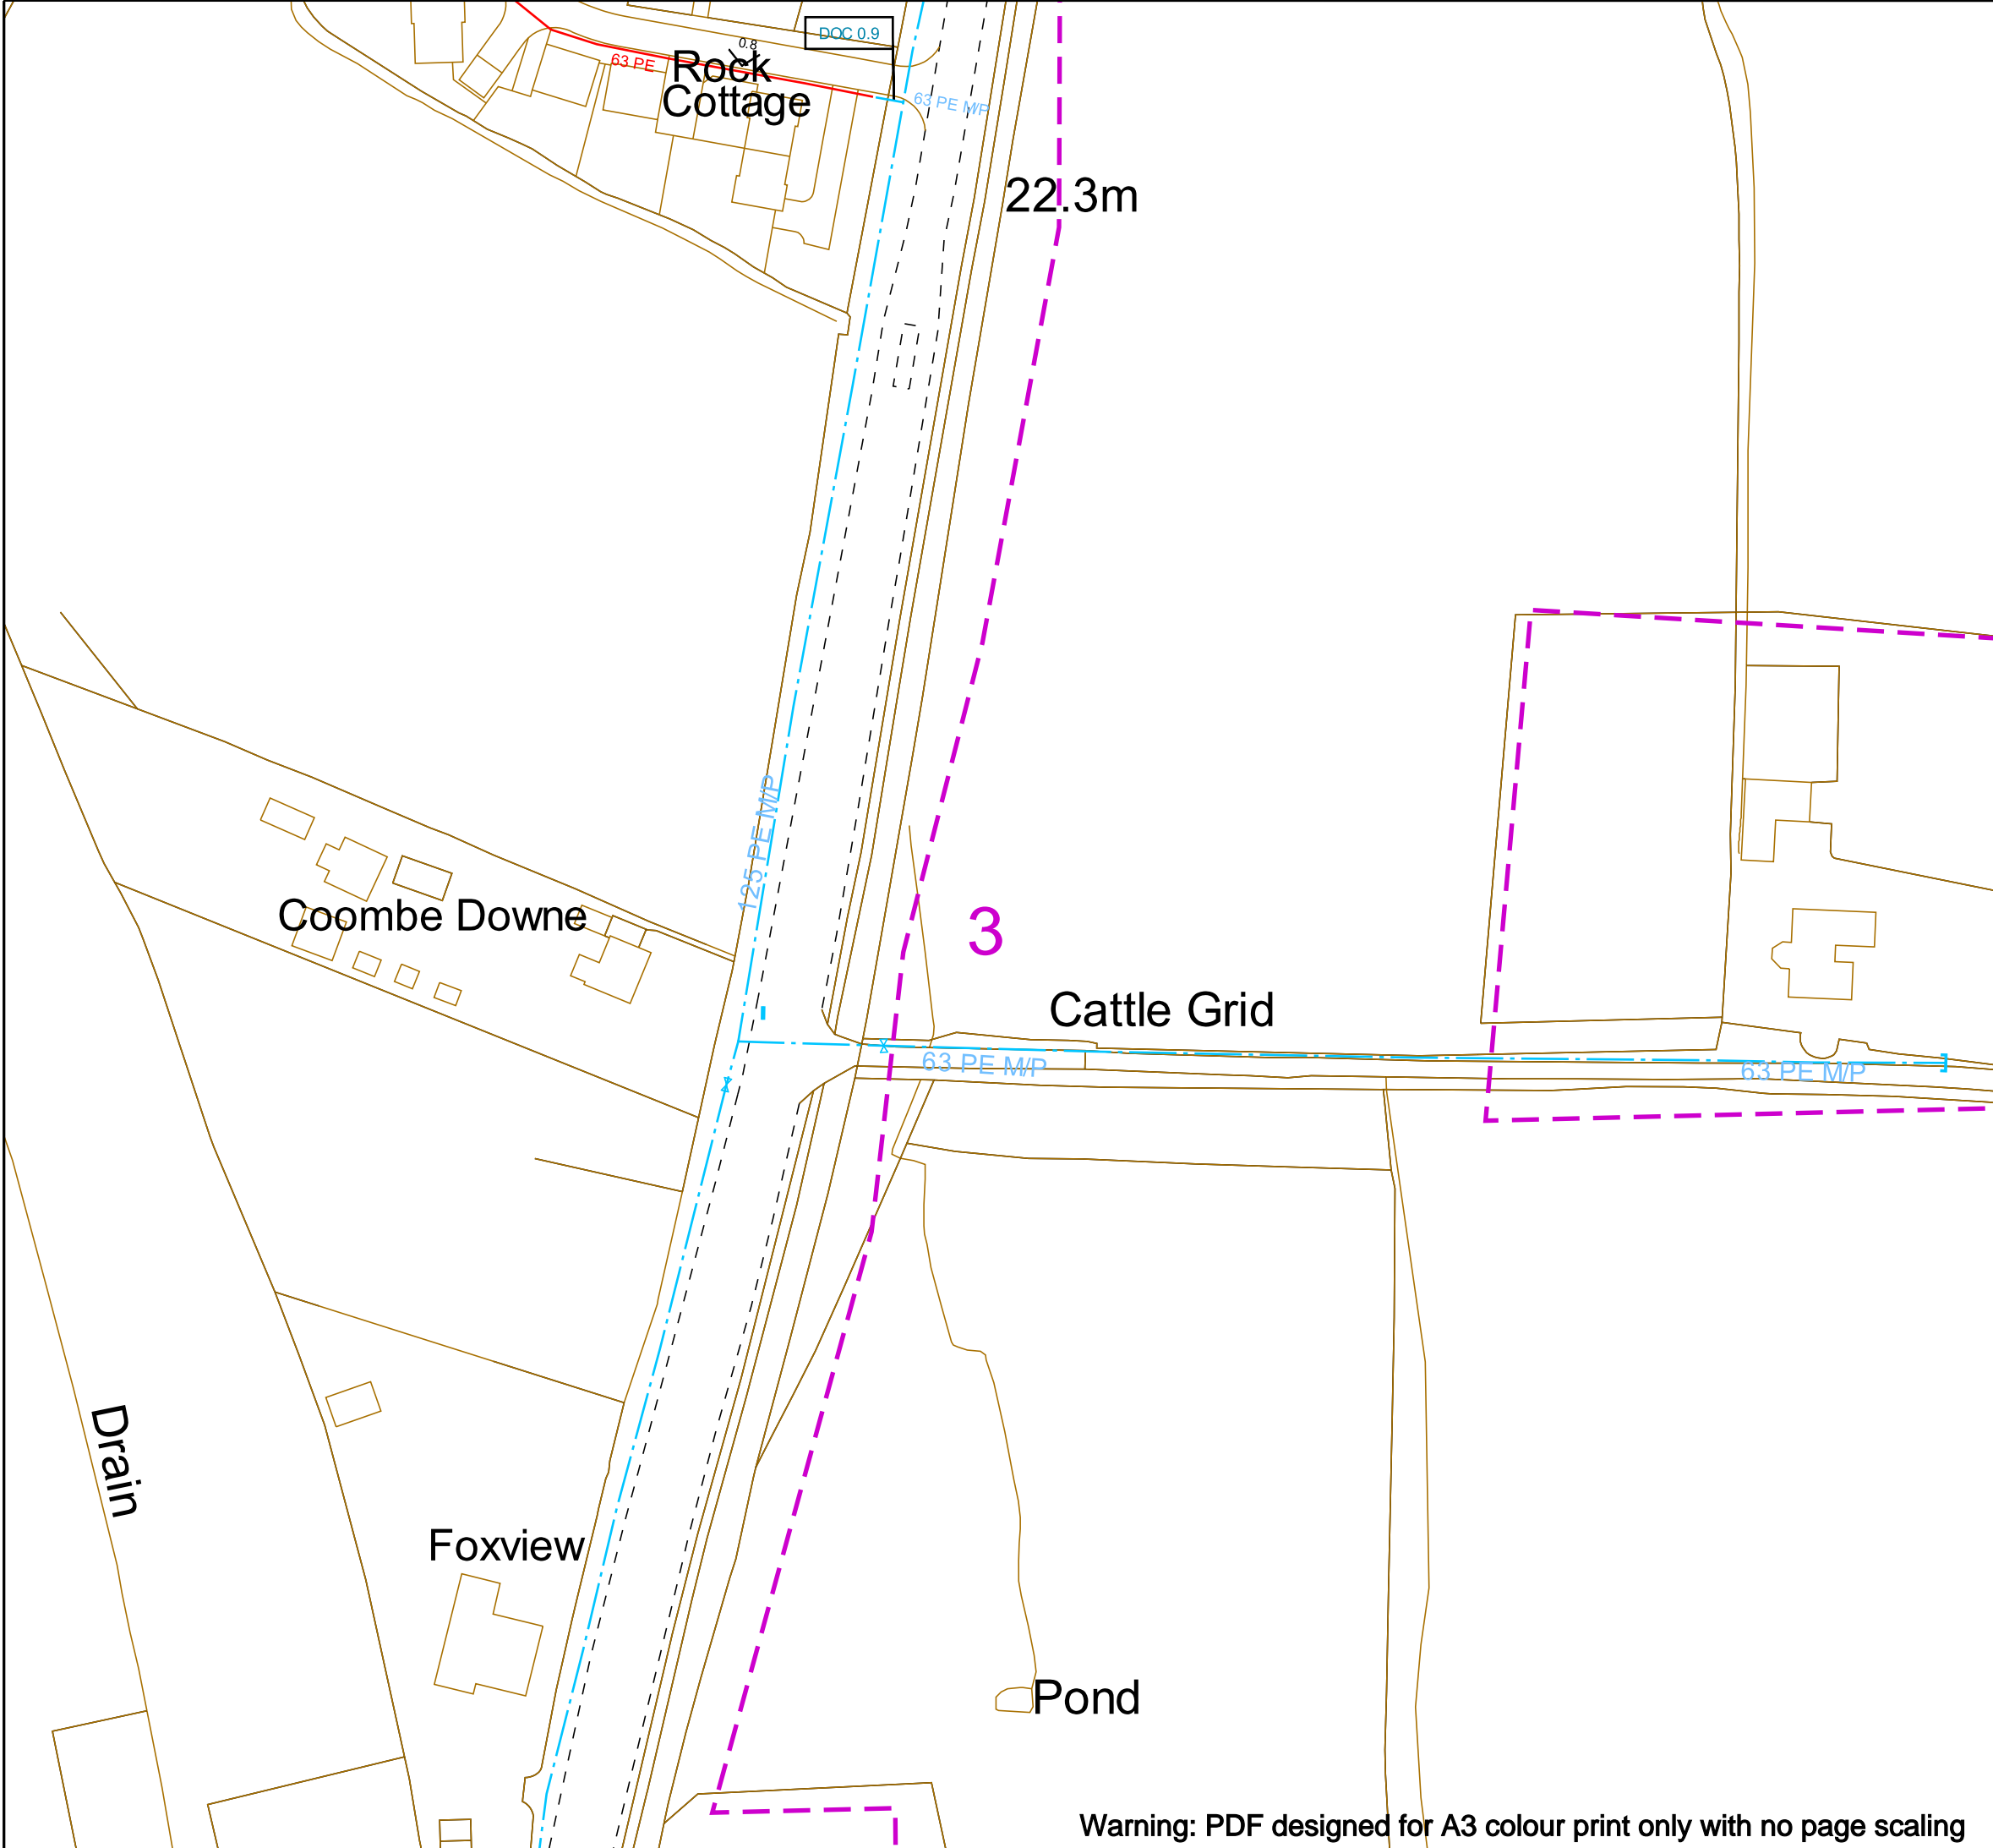 DOC 0.9
0.8
63 PE
Rock
Cottage
63 PE M/P
22.3m
125 PE M/P
3
Coombe Downe
Cattle Grid
63 PE M/P
63 PE M/P
Drain
Foxview
Pond
Warning: PDF designed for A3 colour print only with no page scaling